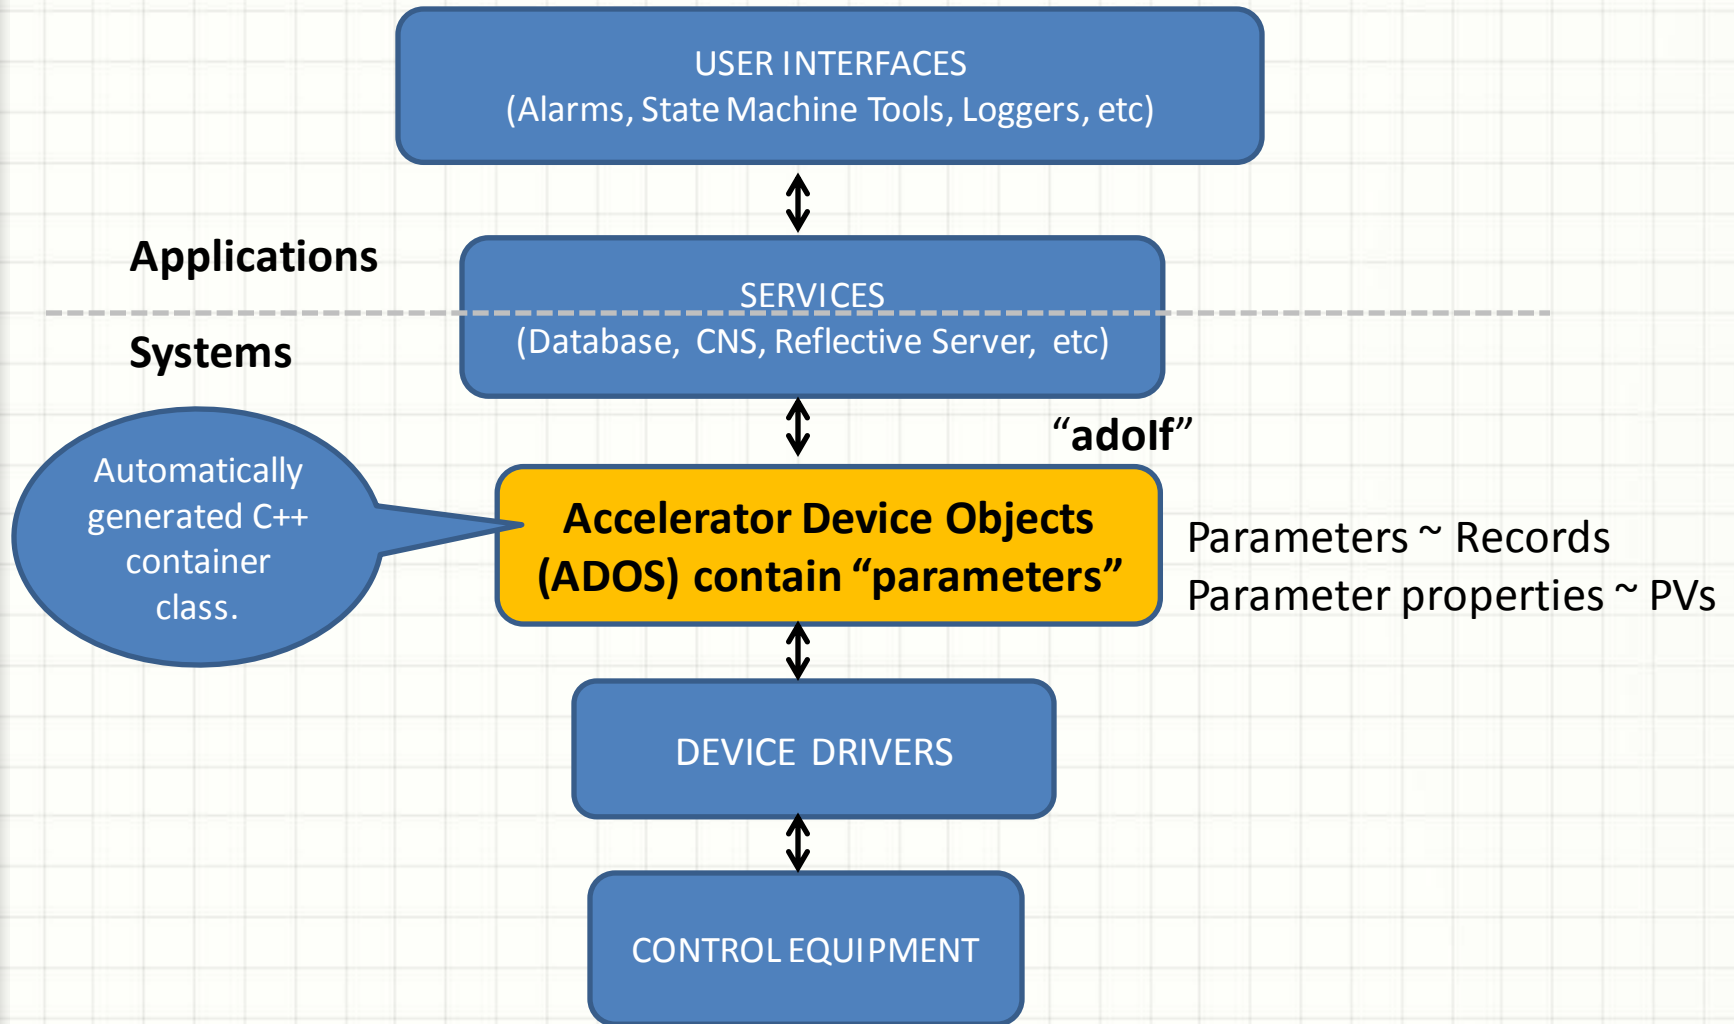 USER INTERFACES
(Alarms, State Machine Tools, Loggers, etc)
Applications
SERVICES
Systems
(Database, CNS, Reflective Server, etc)
“adoIf”
Automatically
generated C++
container
class.
Accelerator Device Objects
(ADOS) contain “parameters”
Parameters ~ Records
Parameter properties ~ PVs
DEVICE DRIVERS
CONTROL EQUIPMENT